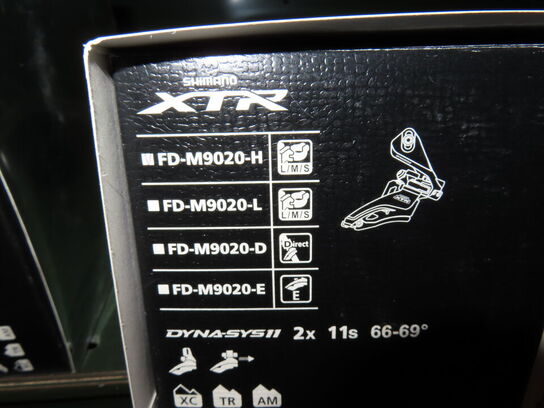 SHIMANO
XTR
FD-M9020-H L/M/S
FD-M9020-L L/M/S
FD-M9020-D Direct
FD-M9020-E E
DYNA-SYS11 2x 11s 66-69°
XC TR AM